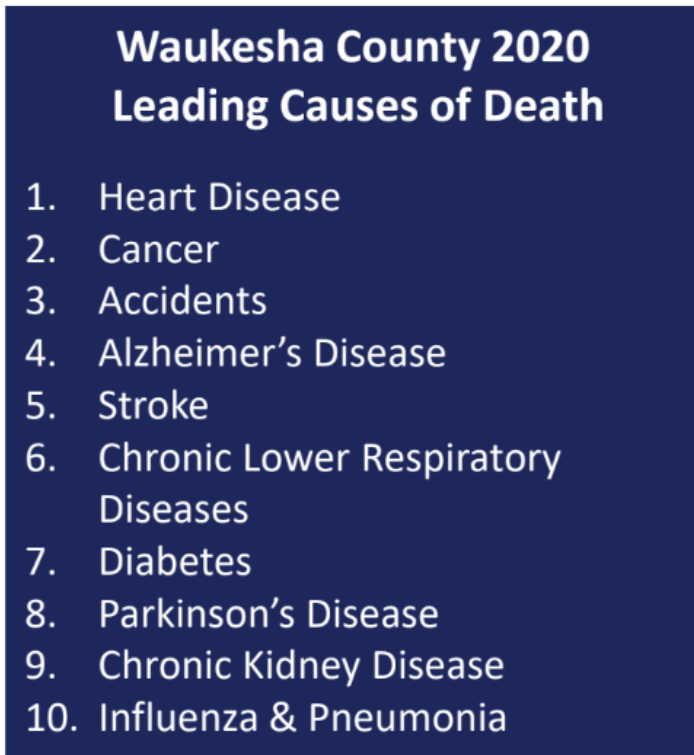 Waukesha County 2020
Leading Causes of Death
1. Heart Disease
2. Cancer
3. Accidents
4. Alzheimer’s Disease
5. Stroke
6. Chronic Lower Respiratory
Diseases
7. Diabetes
8. Parkinson’s Disease
9. Chronic Kidney Disease
10. Influenza & Pneumonia